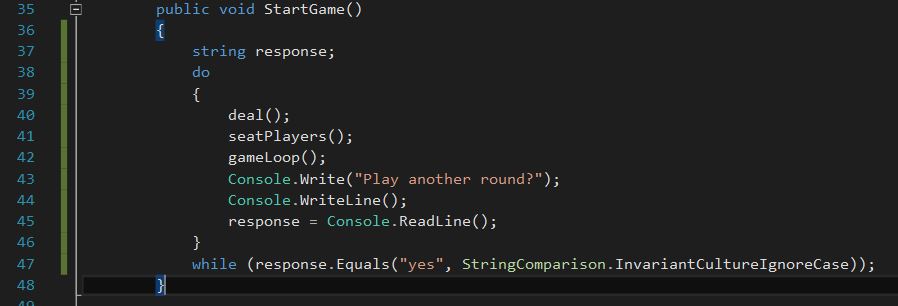 35 public void StartGame()
36 {
37 string response;
38 do
39 {
40 deal();
41 seatPlayers();
42 gameLoop();
43 Console.Write("Play another round?");
44 Console.WriteLine();
45 response = Console.ReadLine();
46 }
47 while (response.Equals("yes", StringComparison.InvariantCultureIgnoreCase));
48 }